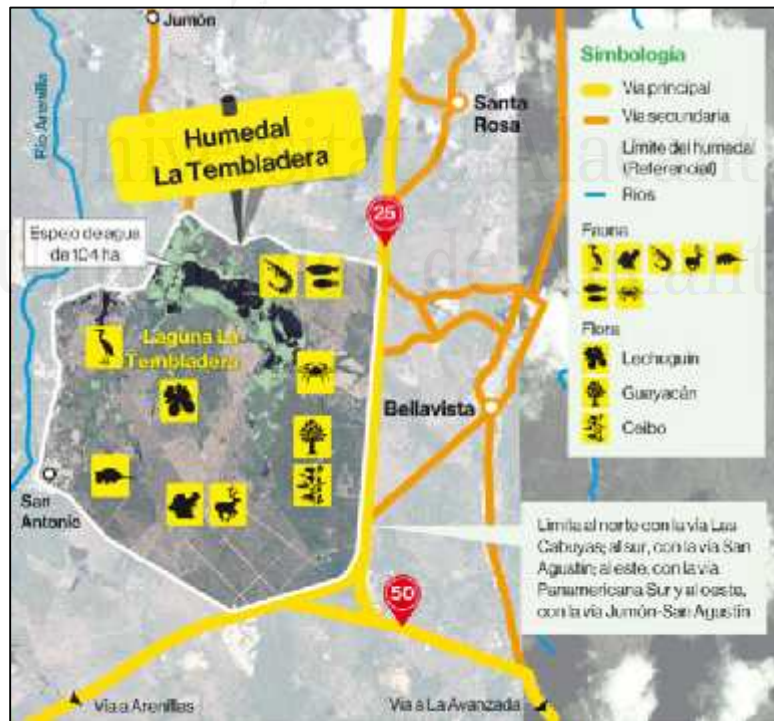 Jumón
Río Arenillas
Humedal
La Tembladera
Santa
Rosa
25
Espejo de agua
de 104 ha.
Laguna La
Tembladera
Bellavista
San
Antonio
50
Vía a Arenillas
Vía a La Avanzada
Simbología
Vía principal
Vía secundaria
Límite del humedal
(Referencial)
Ríos
Fauna
Flora
Lechuguín
Guayacán
Ceibo
Limita al norte con la vía Las
Cabuyas; al sur, con la vía San
Agustín; al este, con la vía
Panamericana Sur y al oeste,
con la vía Jumón-San Agustín